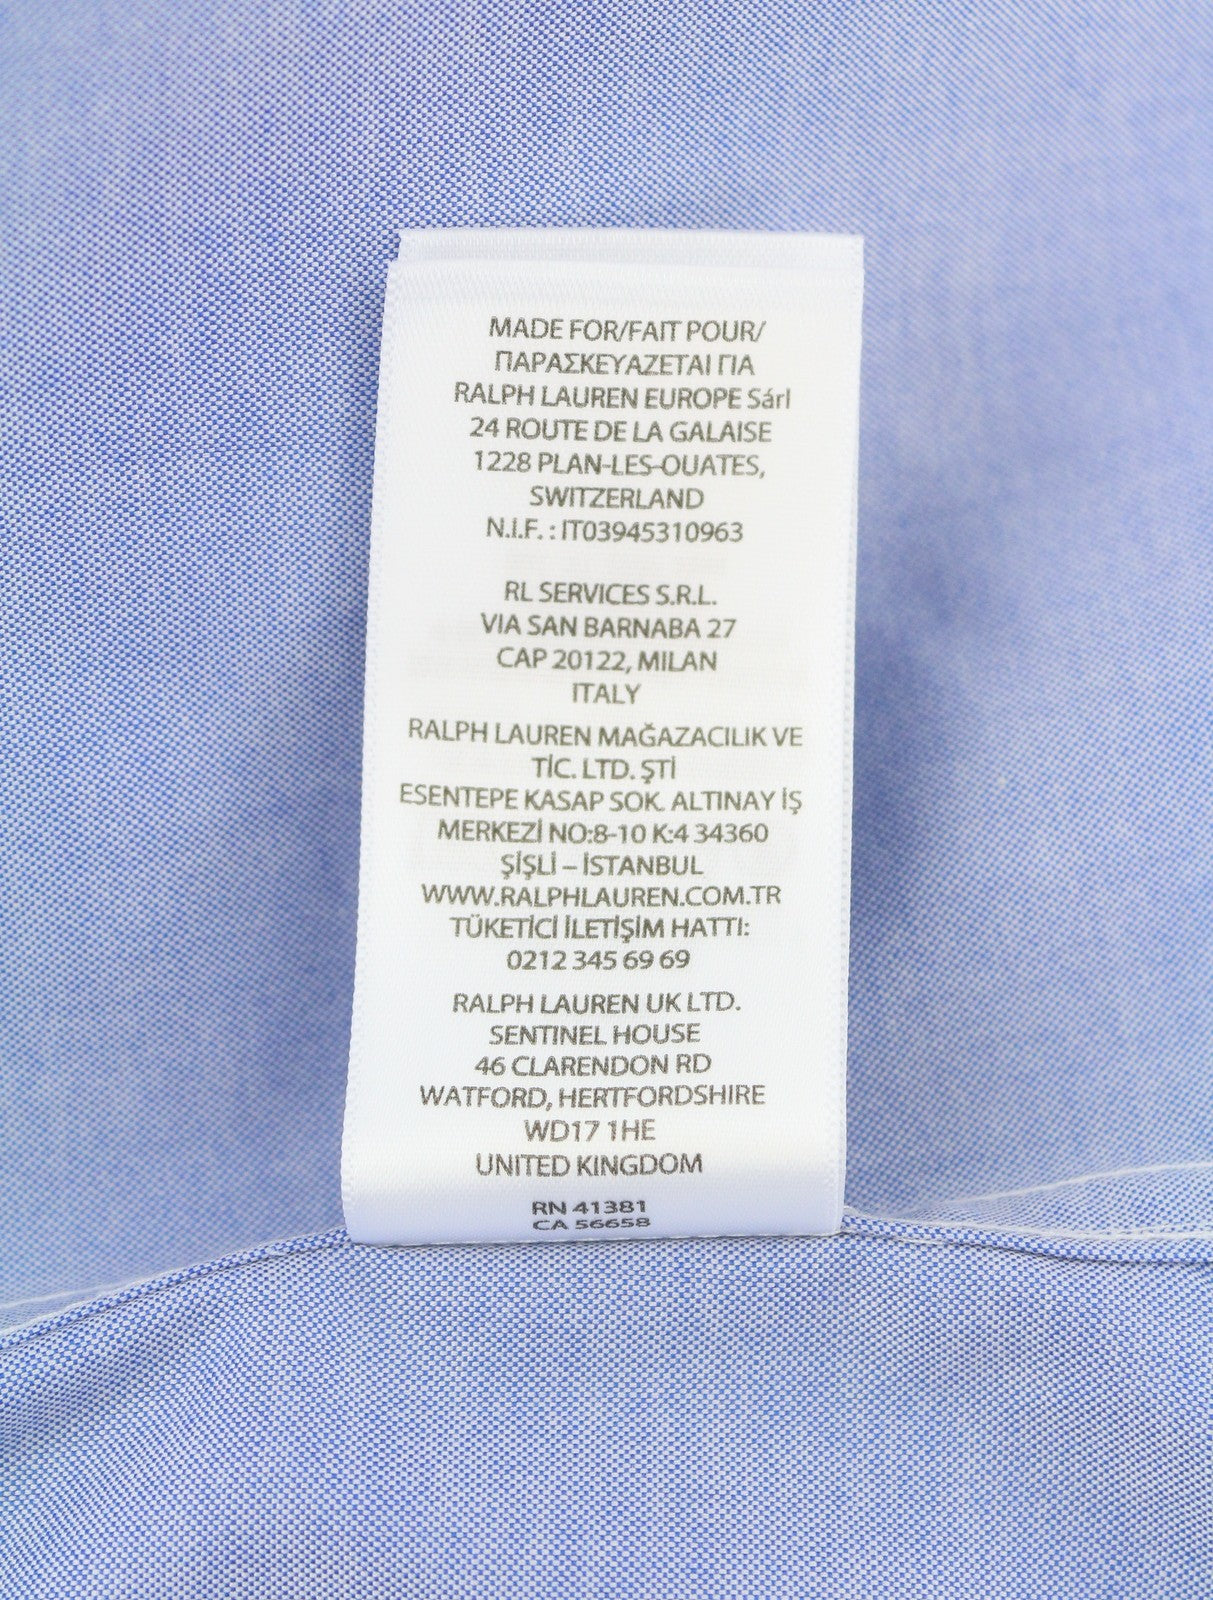 MADE FOR/FAIT POUR/
ΠΑΡΑΣΚΕΥΑΖΕΤΑΙ ΓΙΑ
RALPH LAUREN EUROPE Sárl
24 ROUTE DE LA GALAISE
1228 PLAN-LES-OUATES,
SWITZERLAND
N.I.F. : IT03945310963
RL SERVICES S.R.L.
VIA SAN BARNABA 27
CAP 20122, MILAN
ITALY
RALPH LAUREN MAĞAZACILIK VE
TİC. LTD. ŞTİ
ESENTEPE KASAP SOK. ALTINAY İŞ
MERKEZİ NO:8-10 K:4 34360
ŞİŞLİ – İSTANBUL
WWW.RALPHLAUREN.COM.TR
TÜKETİCİ İLETİŞİM HATTI:
0212 345 69 69
RALPH LAUREN UK LTD.
SENTINEL HOUSE
46 CLARENDON RD
WATFORD, HERTFORDSHIRE
WD17 1HE
UNITED KINGDOM
RN 41381
CA 56658